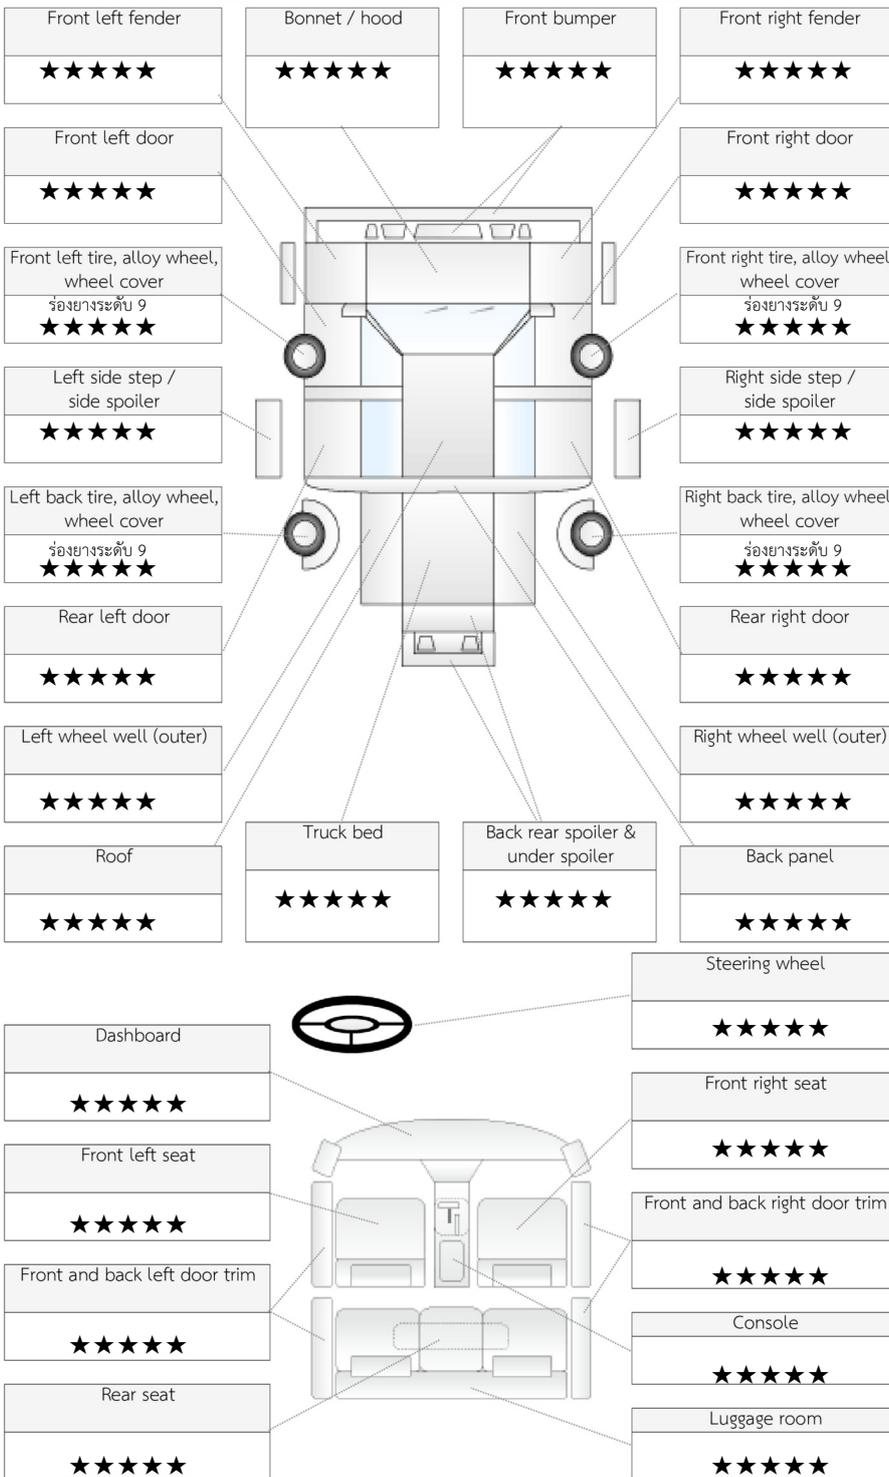 Front left fender
★★★★★
Bonnet / hood
★★★★★
Front bumper
★★★★★
Front right fender
★★★★★
Front left door
★★★★★
Front right door
★★★★★
Front left tire, alloy wheel,
wheel cover
ร่องยางระดับ 9
★★★★★
Front right tire, alloy wheel
wheel cover
ร่องยางระดับ 9
★★★★★
Left side step /
side spoiler
★★★★★
Right side step /
side spoiler
★★★★★
Left back tire, alloy wheel,
wheel cover
ร่องยางระดับ 9
★★★★★
Right back tire, alloy wheel
wheel cover
ร่องยางระดับ 9
★★★★★
Rear left door
★★★★★
Rear right door
★★★★★
Left wheel well (outer)
★★★★★
Right wheel well (outer)
★★★★★
Roof
★★★★★
Truck bed
★★★★★
Back rear spoiler &
under spoiler
★★★★★
Back panel
★★★★★
Steering wheel
★★★★★
Dashboard
★★★★★
Front right seat
★★★★★
Front left seat
★★★★★
Front and back right door trim
★★★★★
Front and back left door trim
★★★★★
Console
★★★★★
Rear seat
★★★★★
Luggage room
★★★★★